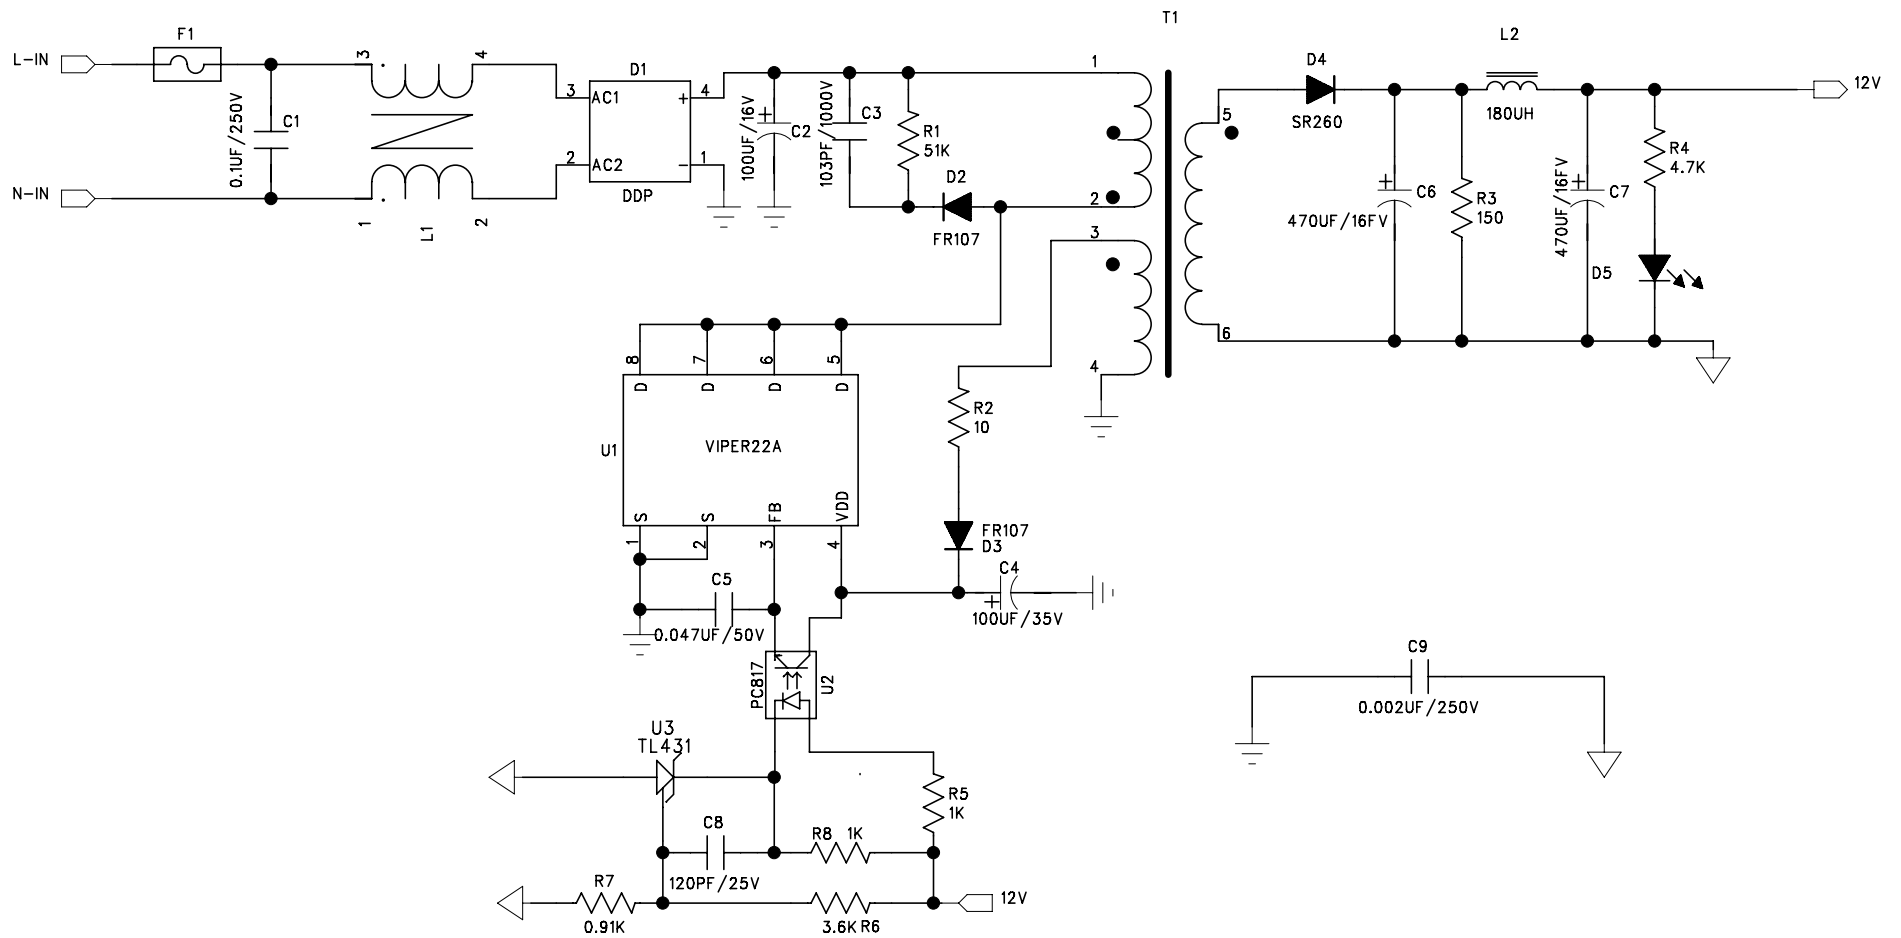 T1
F1
L-IN
3
4
D1
1
D4
L2
12V
0.1UF/250V
C1
3
AC1
+
4
100UF/16V
+
C2
103PF/1000V
C3
R1
51K
5
SR260
180UH
2
AC2
-
1
DDP
D2
FR107
2
N-IN
1
L1
2
3
+
C6
470UF/16FV
R3
150
470UF/16FV
+
C7
R4
4.7K
D5
6
4
8
7
6
5
D
D
D
D
U1
VIPER22A
R2
10
S
S
FB
VDD
1
2
3
4
FR107
D3
C5
0.047UF/50V
C4
+
100UF/35V
PC817
U2
C9
0.002UF/250V
U3
TL431
R5
1K
C8
120PF/25V
R8 1K
R7
0.91K
3.6K R6
12V